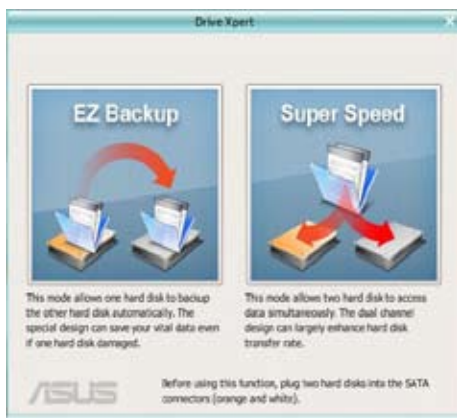 Drive Xpert
X
EZ Backup
Super Speed
This mode allows one hard disk to backup
the other hard disk automatically. The
special design can save your vital data even
if one hard disk damaged.
This mode allows two hard disk to access
data simultaneously. The dual channel
design can largely enhance hard disk
transfer rate.
ASUS
Before using this function, plug two hard disks into the SATA
connectors (orange and white).